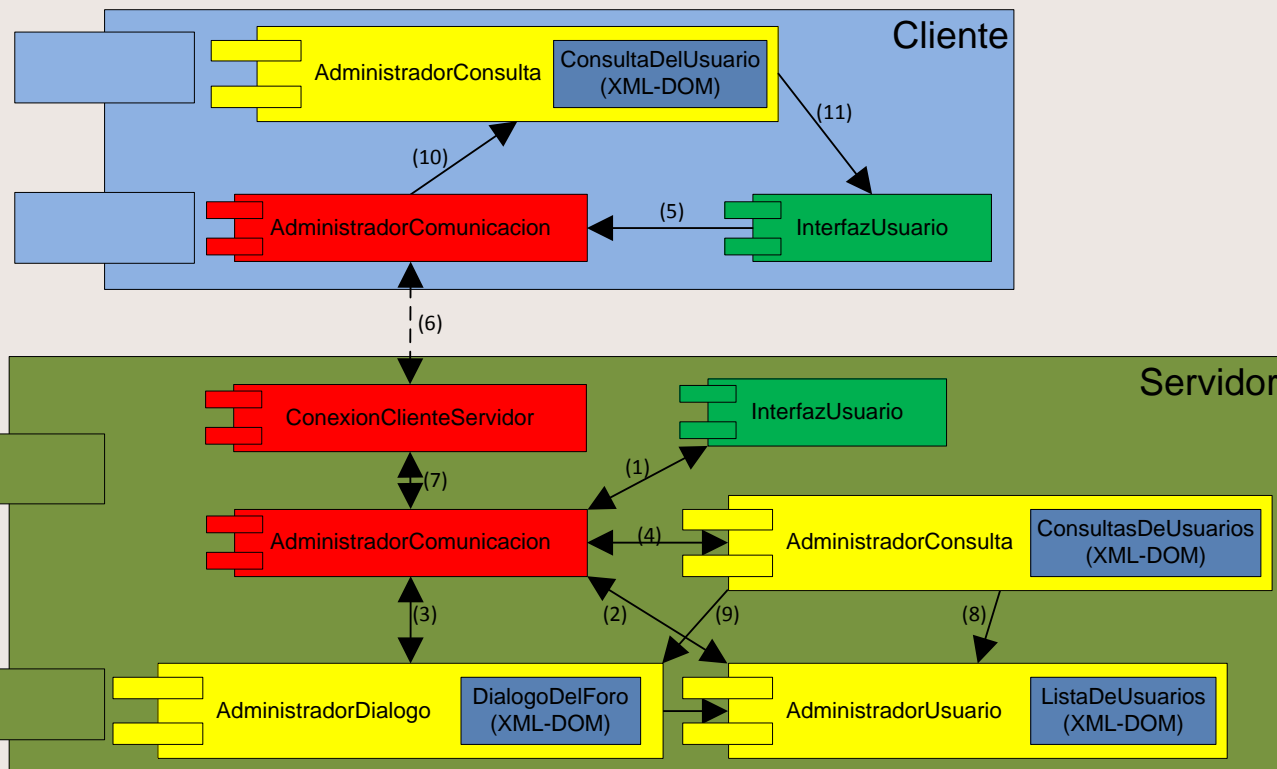 Cliente
AdministradorConsulta
ConsultaDelUsuario
(XML-DOM)
(11)
(10)
AdministradorComunicacion
(5)
InterfazUsuario
(6)
Servidor
ConexionClienteServidor
InterfazUsuario
(1)
(7)
AdministradorComunicacion
(4)
AdministradorConsulta
ConsultasDeUsuarios
(XML-DOM)
(3)
(2)
(9)
(8)
AdministradorDialogo
DialogoDelForo
(XML-DOM)
AdministradorUsuario
ListaDeUsuarios
(XML-DOM)